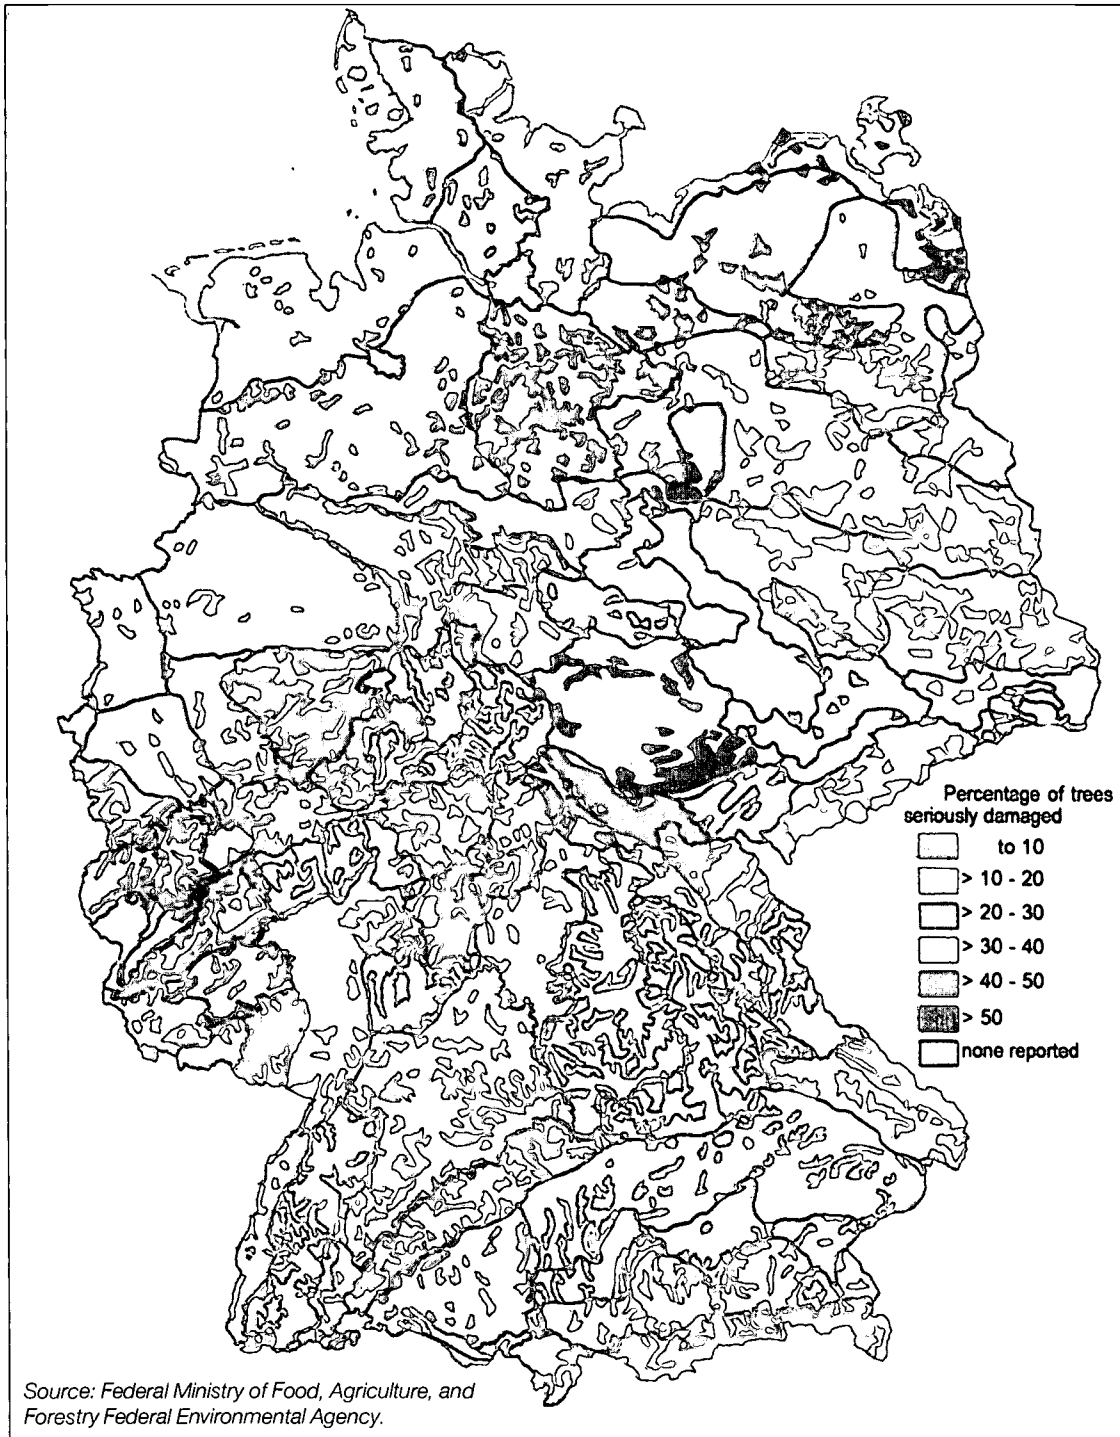 Percentage of trees
seriously damaged
to 10
> 10 - 20
> 20 - 30
> 30 - 40
> 40 - 50
> 50
none reported
Source: Federal Ministry of Food, Agriculture, and
Forestry Federal Environmental Agency.